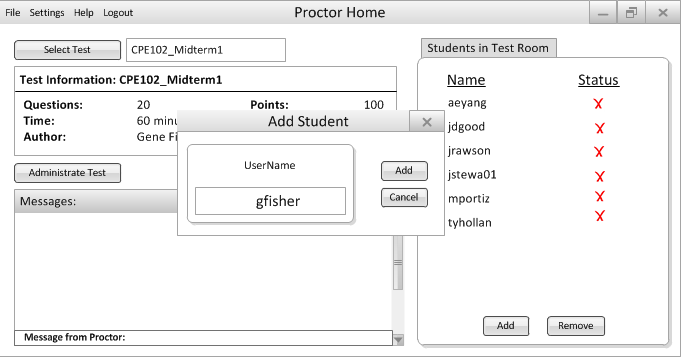 File Settings Help Logout Proctor Home
Select Test CPE102_Midterm1
Test Information: CPE102_Midterm1
Questions: 20 Points: 100
Time: 60 minu
Author: Gene Fi
Administrate Test
Messages:
Message from Proctor:
Add Student
UserName
gfisher
Add
Cancel
Students in Test Room
Name Status
aeyang X
jdgood X
jrawson X
jstewa01 X
mportiz X
tyhollan X
Add Remove